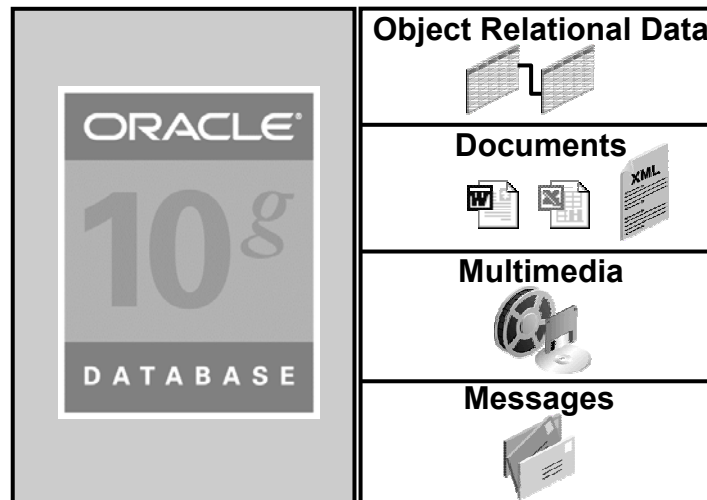 ORACLE®
10g
DATABASE
Object Relational Data
Documents
W
X
XML
Multimedia
Messages